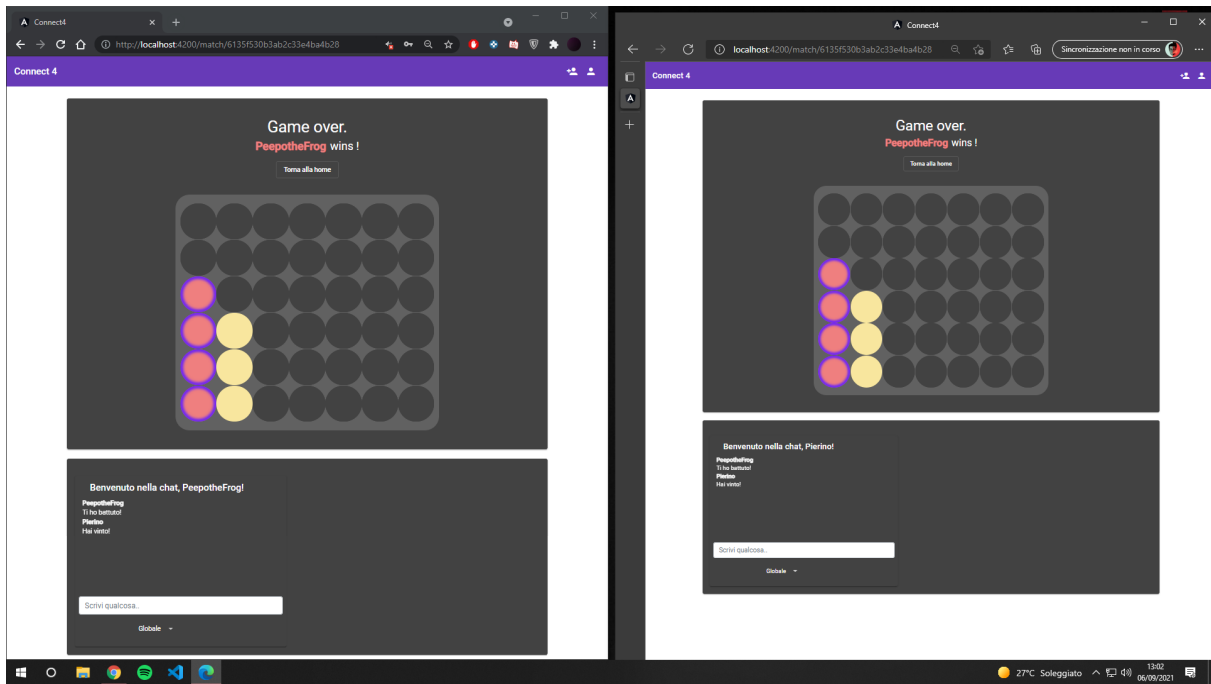 Connect4
http://localhost:4200/match/6135f530b3ab2c33e4ba4b28
Connect 4
Game over.
PeepotheFrog wins !
Torna alla home
Benvenuto nella chat, PeepotheFrog!
PeepotheFrog
Ti ho battuto!
Pierino
Hai vinto!
Scrivi qualcosa..
Globale
Connect4
localhost:4200/match/6135f530b3ab2c33e4ba4b28
Sincronizzazione non in corso
Connect 4
Game over.
PeepotheFrog wins !
Torna alla home
Benvenuto nella chat, Pierino!
PeepotheFrog
Ti ho battuto!
Pierino
Hai vinto!
Scrivi qualcosa..
Globale
27°C Soleggiato
13:02
06/09/2021